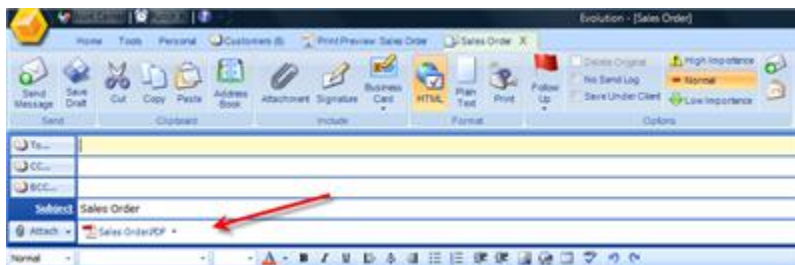 Evolution - [Sales Order]
Home Tools Personal Customers (6) Print Preview: Sales Order Sales Order X
Send Message Save Draft Cut Copy Paste Address Book Attachment Signature Business Card HTML Plain Text Print Follow Up Delete Original No Send Log Save Under Client High Importance Normal Low Importance
Send Clipboard Include Format Options
To...
CC...
BCC...
Subject Sales Order
Attach Sales Order.PDF
Normal A B I U